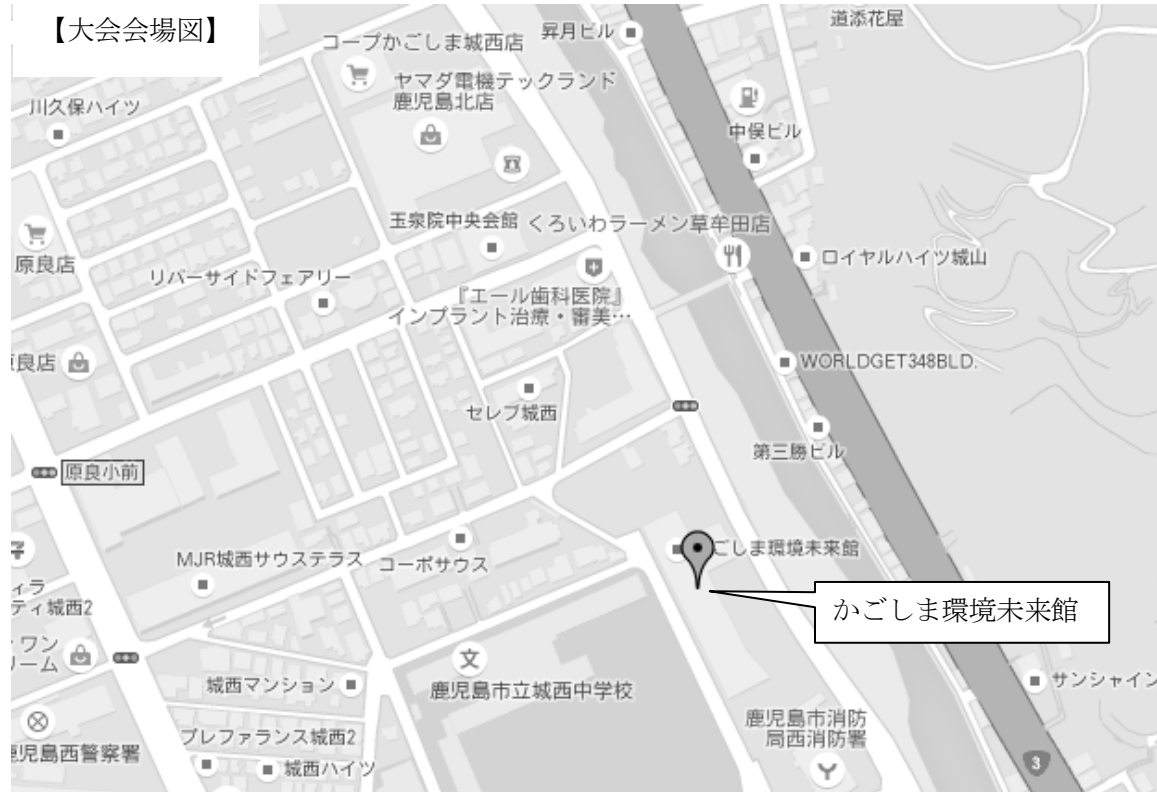 【大会会場図】
道添花屋
昇月ビル
コープかごしま城西店
ヤマダ電機テックランド
鹿児島北店
川久保ハイツ
中俣ビル
玉泉院中央会館
くろいわラーメン草牟田店
原良店
ロイヤルハイツ城山
リバーサイドフェアリー
『エール歯科医院』
インプラント治療・審美…
良店
WORLDGET348BLD.
セレブ城西
第三勝ビル
原良小前
ごしま環境未来館
MJR城西サウステラス
コーポサウス
ィラ
ティ城西2
かごしま環境未来館
ワン
リーム
文
鹿児島市立城西中学校
城西マンション
サンシャイン
鹿児島市消防
局西消防署
プレファランス城西2
児島西警察署
城西ハイツ
3